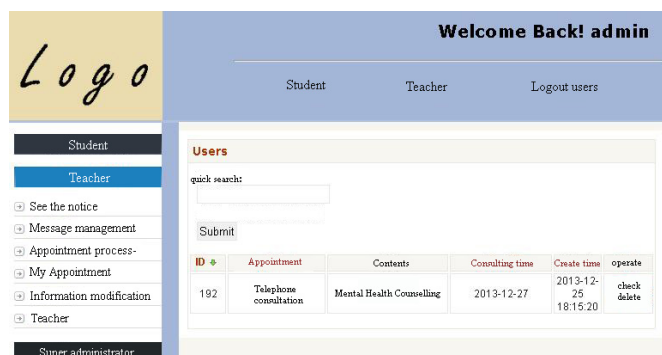 Logo
Welcome Back! admin
Student Teacher Logout users
Student
Teacher
See the notice
Message management
Appointment process-
My Appointment
Information modification
Teacher
Super administrator
Users
quick search:
Submit
ID Appointment Contents Consulting time Create time operate
192 Telephone consultation Mental Health Counselling 2013-12-27 2013-12-25 18:15:20 check delete